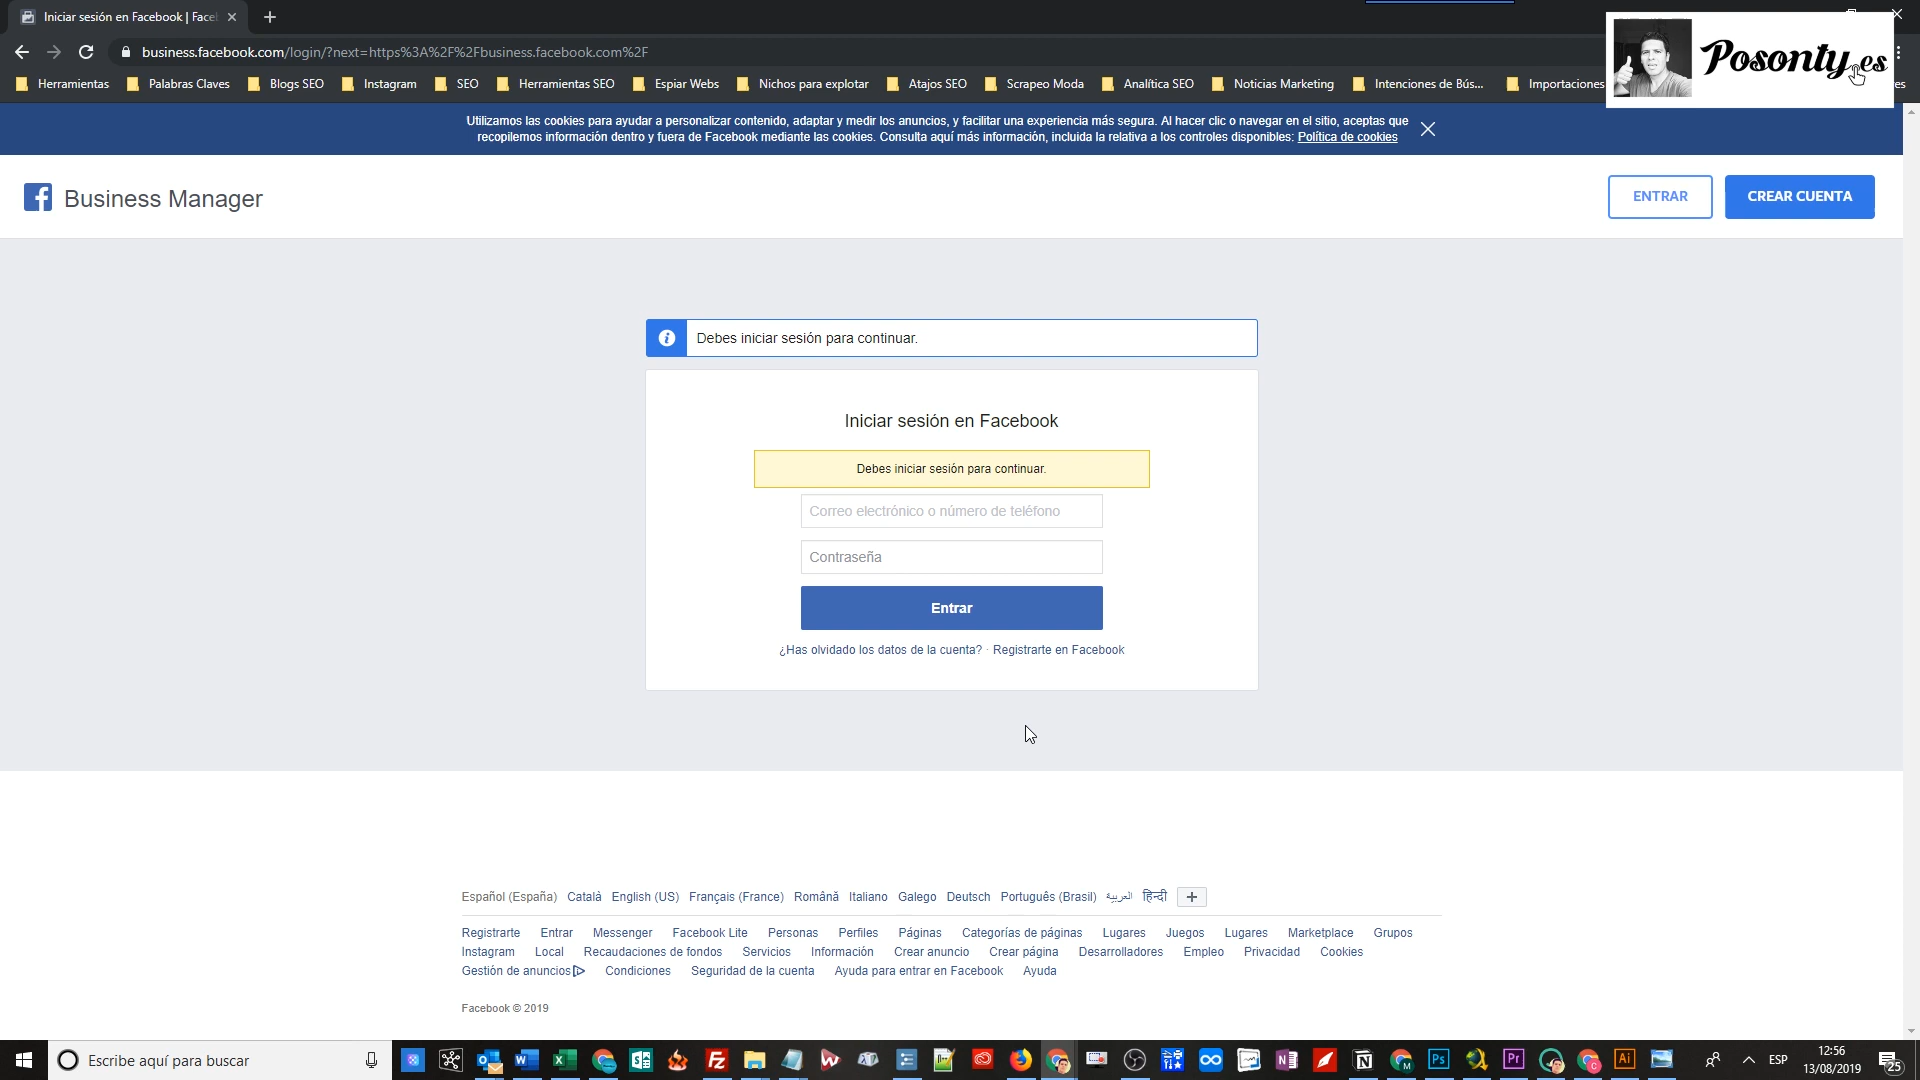 Iniciar sesión en Facebook | Face
business.facebook.com/login/?next=https%3A%2F%2Fbusiness.facebook.com%2F
Herramientas Palabras Claves Blogs SEO Instagram SEO Herramientas SEO Espiar Webs Nichos para explotar Atajos SEO Scrapeo Moda Analítica SEO Noticias Marketing Intenciones de Bús... Importaciones
Posonty.es
Utilizamos las cookies para ayudar a personalizar contenido, adaptar y medir los anuncios, y facilitar una experiencia más segura. Al hacer clic o navegar en el sitio, aceptas que
recopilemos información dentro y fuera de Facebook mediante las cookies. Consulta aquí más información, incluida la relativa a los controles disponibles: Política de cookies
Business Manager
ENTRAR CREAR CUENTA
Debes iniciar sesión para continuar.
Iniciar sesión en Facebook
Debes iniciar sesión para continuar.
Correo electrónico o número de teléfono
Contraseña
Entrar
¿Has olvidado los datos de la cuenta? · Registrarte en Facebook
Español (España) Català English (US) Français (France) Română Italiano Galego Deutsch Português (Brasil) العربية हिन्दी
Registrarte Entrar Messenger Facebook Lite Personas Perfiles Páginas Categorías de páginas Lugares Juegos Lugares Marketplace Grupos
Instagram Local Recaudaciones de fondos Servicios Información Crear anuncio Crear página Desarrolladores Empleo Privacidad Cookies
Gestión de anuncios Condiciones Seguridad de la cuenta Ayuda para entrar en Facebook Ayuda
Facebook © 2019
Escribe aquí para buscar
ESP
12:56
13/08/2019
25